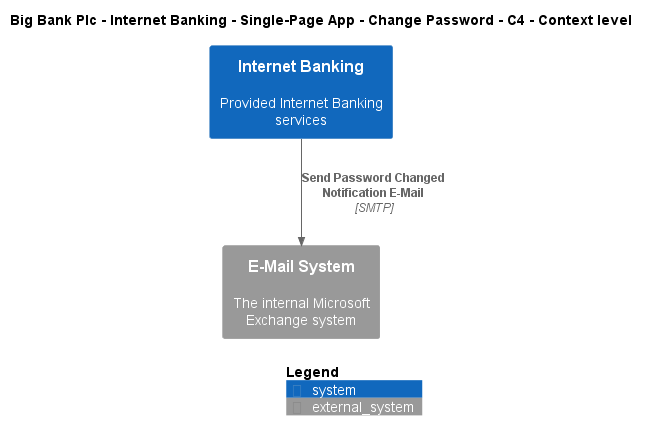 Big Bank Plc - Internet Banking - Single-Page App - Change Password - C4 - Context level
Internet Banking
Provided Internet Banking
services
Send Password Changed
Notification E-Mail
[SMTP]
E-Mail System
The internal Microsoft
Exchange system
Legend
system
external_system